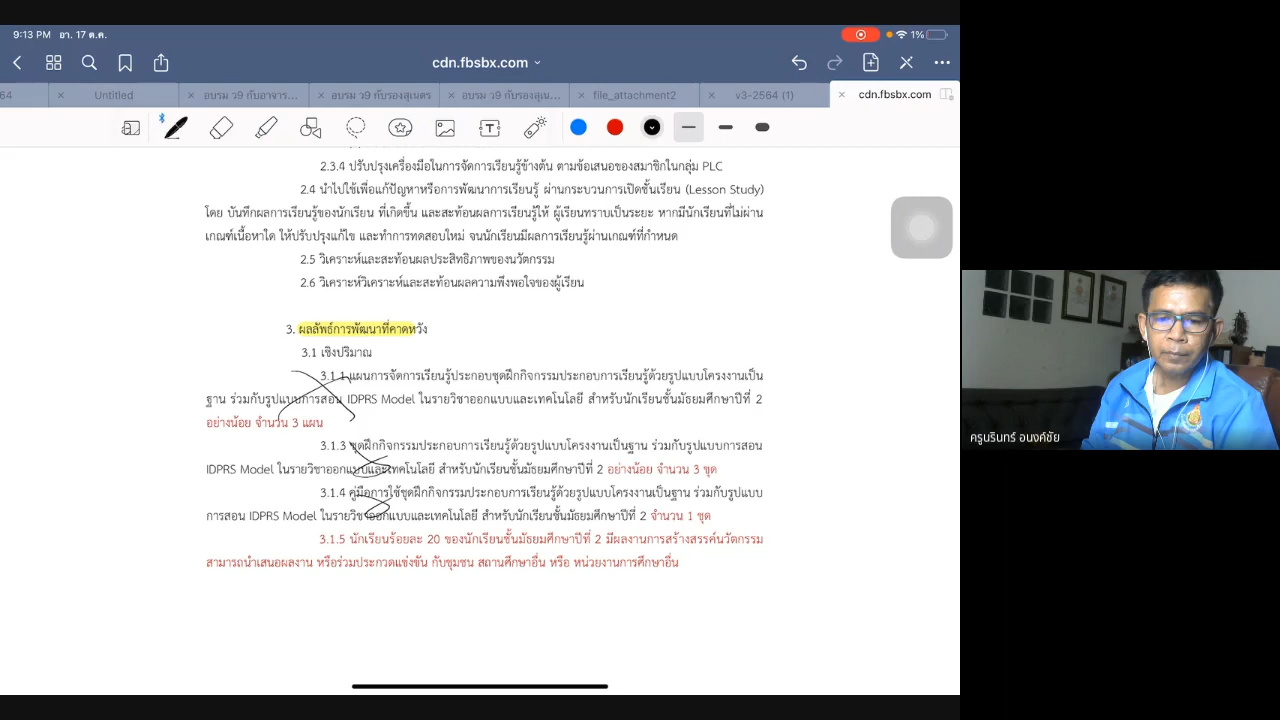 9:13 PM อา. 17 ต.ค.
1%
cdn.fbsbx.com
64
Untitled
อบรม ว9 กับอาจาร...
อบรม ว9 กับรองสุเนตร
อบรม ว9 กับรองสุเน...
file_attachment2
v3-2564 (1)
cdn.fbsbx.com
2.3.4 ปรับปรุงเครื่องมือในการจัดการเรียนรู้ข้างต้น ตามข้อเสนอของสมาชิกในกลุ่ม PLC
2.4 นำไปใช้เพื่อแก้ปัญหาหรือการพัฒนาการเรียนรู้ ผ่านกระบวนการเปิดชั้นเรียน (Lesson Study)
โดย บันทึกผลการเรียนรู้ของนักเรียน ที่เกิดขึ้น และสะท้อนผลการเรียนรู้ให้ ผู้เรียนทราบเป็นระยะ หากมีนักเรียนที่ไม่ผ่าน
เกณฑ์เนื้อหาใด ให้ปรับปรุงแก้ไข และทำการทดสอบใหม่ จนนักเรียนมีผลการเรียนรู้ผ่านเกณฑ์ที่กำหนด
2.5 วิเคราะห์และสะท้อนผลประสิทธิภาพของนวัตกรรม
2.6 วิเคราะห์วิเคราะห์และสะท้อนผลความพึงพอใจของผู้เรียน
3. ผลลัพธ์การพัฒนาที่คาดหวัง
3.1 เชิงปริมาณ
3.1.1 แผนการจัดการเรียนรู้ประกอบชุดฝึกกิจกรรมประกอบการเรียนรู้ด้วยรูปแบบโครงงานเป็น
ฐาน ร่วมกับรูปแบบการสอน IDPRS Model ในรายวิชาออกแบบและเทคโนโลยี สำหรับนักเรียนชั้นมัธยมศึกษาปีที่ 2
อย่างน้อย จำนวน 3 แผน
3.1.3 ชุดฝึกกิจกรรมประกอบการเรียนรู้ด้วยรูปแบบโครงงานเป็นฐาน ร่วมกับรูปแบบการสอน
IDPRS Model ในรายวิชาออกแบบและเทคโนโลยี สำหรับนักเรียนชั้นมัธยมศึกษาปีที่ 2 อย่างน้อย จำนวน 3 ชุด
3.1.4 คู่มือการใช้ชุดฝึกกิจกรรมประกอบการเรียนรู้ด้วยรูปแบบโครงงานเป็นฐาน ร่วมกับรูปแบบ
การสอน IDPRS Model ในรายวิชาออกแบบและเทคโนโลยี สำหรับนักเรียนชั้นมัธยมศึกษาปีที่ 2 จำนวน 1 ชุด
3.1.5 นักเรียนร้อยละ 20 ของนักเรียนชั้นมัธยมศึกษาปีที่ 2 มีผลงานการสร้างสรรค์นวัตกรรม
สามารถนำเสนอผลงาน หรือร่วมประกวดแข่งขัน กับชุมชน สถานศึกษาอื่น หรือ หน่วยงานการศึกษาอื่น
ครูนรินทร์ อนงค์ชัย